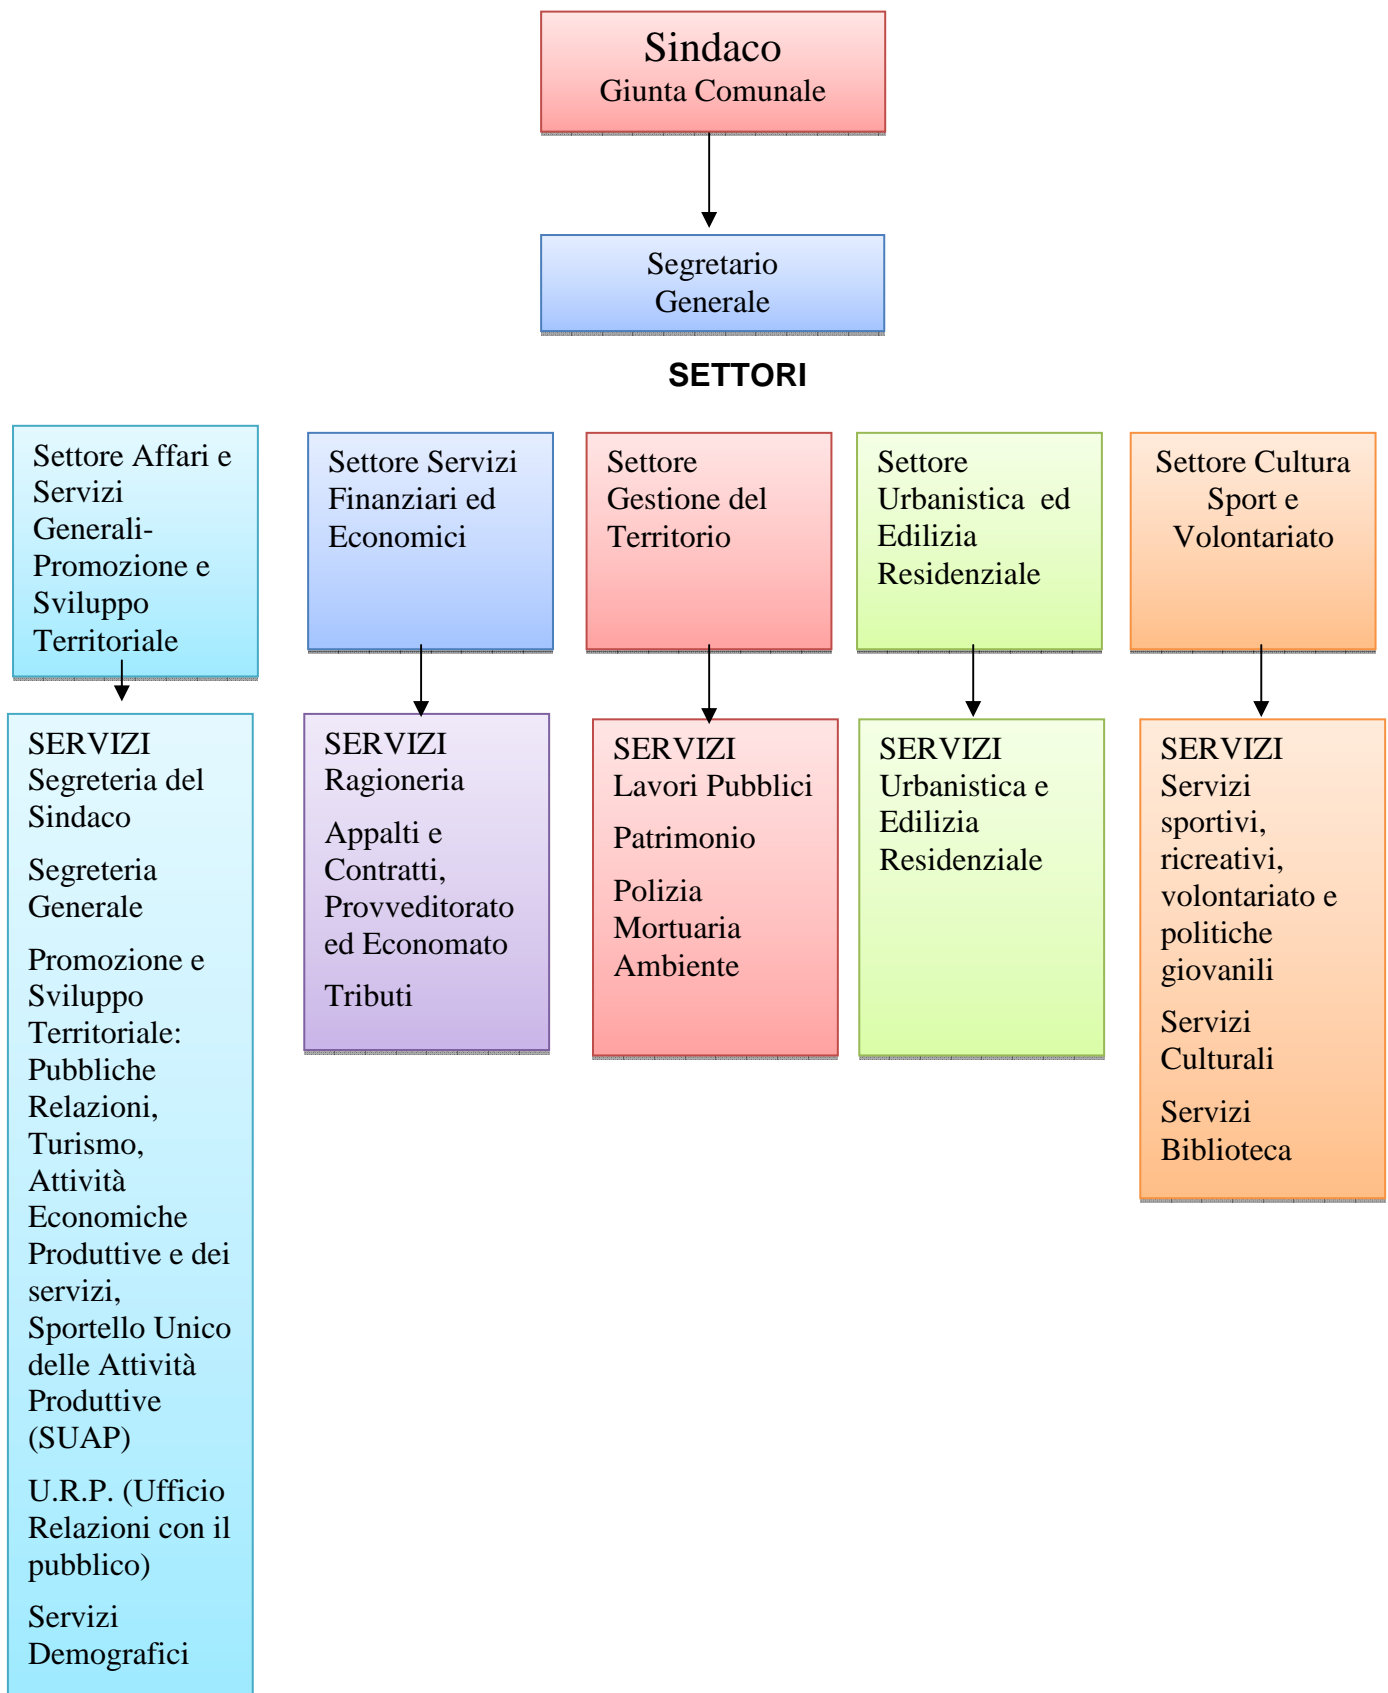 Sindaco
Giunta Comunale
Segretario
Generale
SETTORI
Settore Affari e
Servizi
Generali-
Promozione e
Sviluppo
Territoriale
Settore Servizi
Finanziari ed
Economici
Settore
Gestione del
Territorio
Settore
Urbanistica ed
Edilizia
Residenziale
Settore Cultura
Sport e
Volontariato
SERVIZI
Segreteria del
Sindaco
Segreteria
Generale
Promozione e
Sviluppo
Territoriale:
Pubbliche
Relazioni,
Turismo,
Attività
Economiche
Produttive e dei
servizi,
Sportello Unico
delle Attività
Produttive
(SUAP)
U.R.P. (Ufficio
Relazioni con il
pubblico)
Servizi
Demografici
SERVIZI
Ragioneria
Appalti e
Contratti,
Provveditorato
ed Economato
Tributi
SERVIZI
Lavori Pubblici
Patrimonio
Polizia
Mortuaria
Ambiente
SERVIZI
Urbanistica e
Edilizia
Residenziale
SERVIZI
Servizi
sportivi,
ricreativi,
volontariato e
politiche
giovanili
Servizi
Culturali
Servizi
Biblioteca